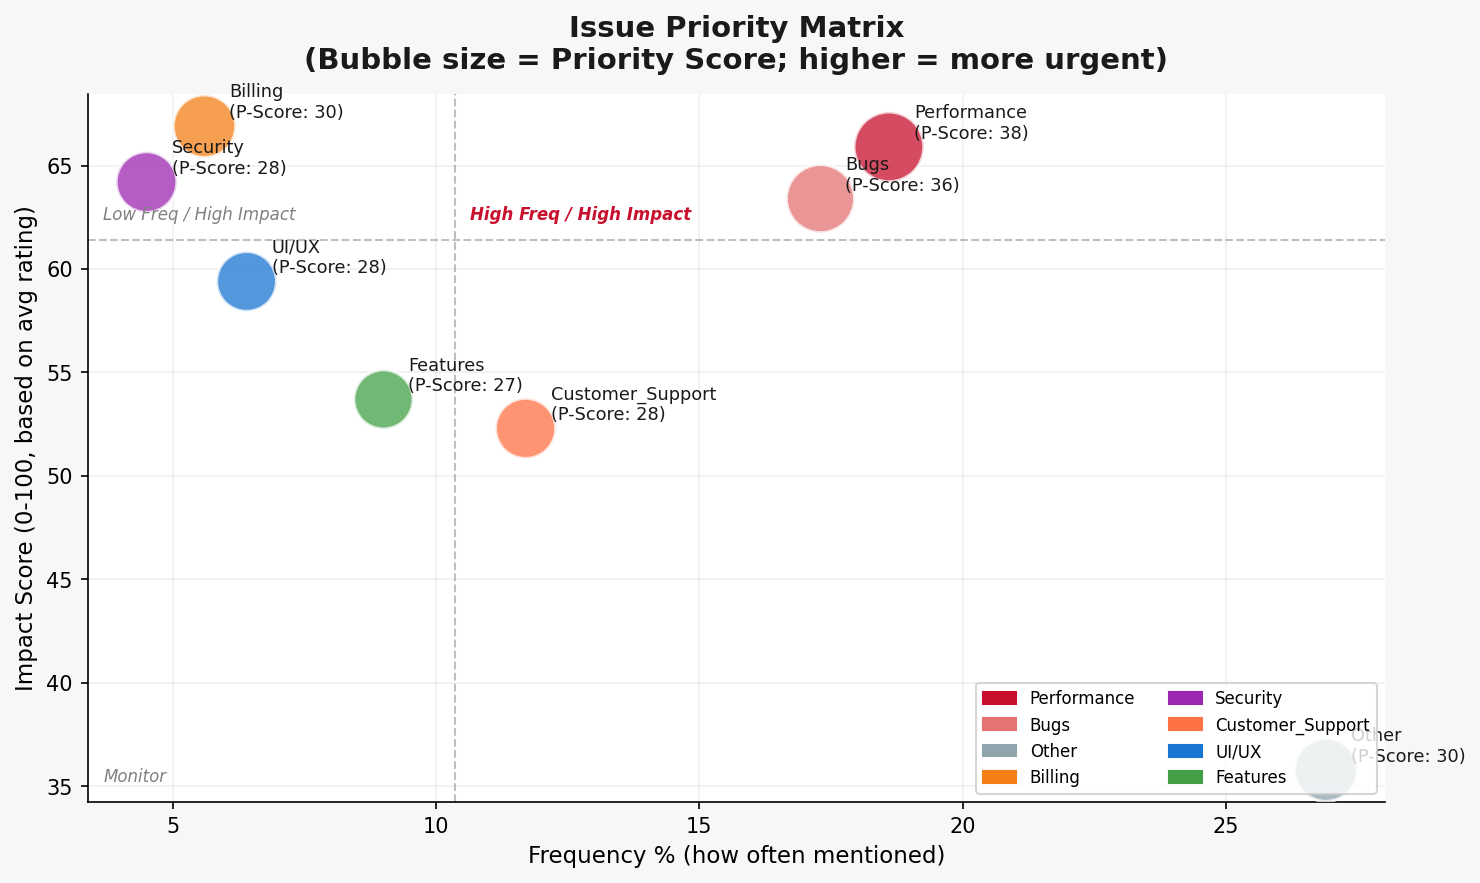 Issue Priority Matrix
(Bubble size = Priority Score; higher = more urgent)
Billing
(P-Score: 30)
Performance
(P-Score: 38)
Security
(P-Score: 28)
Bugs
(P-Score: 36)
Low Freq / High Impact
High Freq / High Impact
UI/UX
(P-Score: 28)
Features
(P-Score: 27)
Customer_Support
(P-Score: 28)
Monitor
Other
(P-Score: 30)
Performance
Bugs
Other
Billing
Security
Customer_Support
UI/UX
Features
Impact Score (0-100, based on avg rating)
65
60
55
50
45
40
35
5
10
15
20
25
Frequency % (how often mentioned)